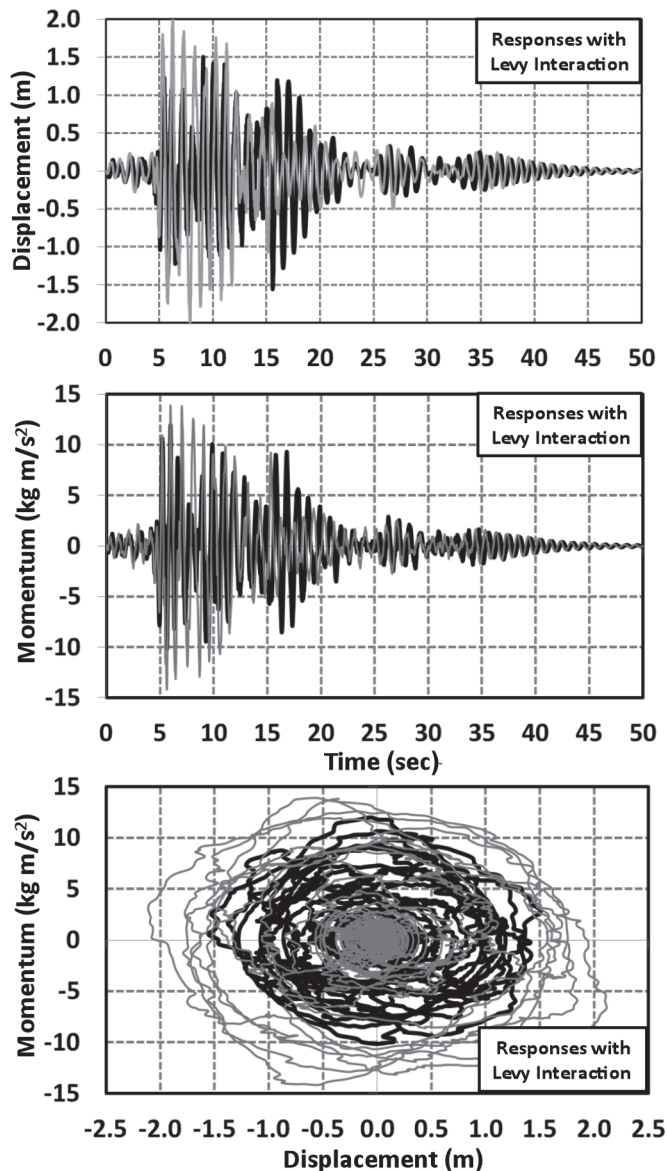 2.0
Responses with
Levy Interaction
1.5
1.0
0.5
0.0
-0.5
-1.0
-1.5
-2.0
Displacement (m)
0 5 10 15 20 25 30 35 40 45 50
15
Responses with
Levy Interaction
10
5
0
-5
-10
-15
Momentum (kg m/s²)
0 5 10 15 20 25 30 35 40 45 50
Time (sec)
15
10
5
0
-5
-10
-15
Momentum (kg m/s²)
Responses with
Levy Interaction
-2.5 -2.0 -1.5 -1.0 -0.5 0.0 0.5 1.0 1.5 2.0 2.5
Displacement (m)